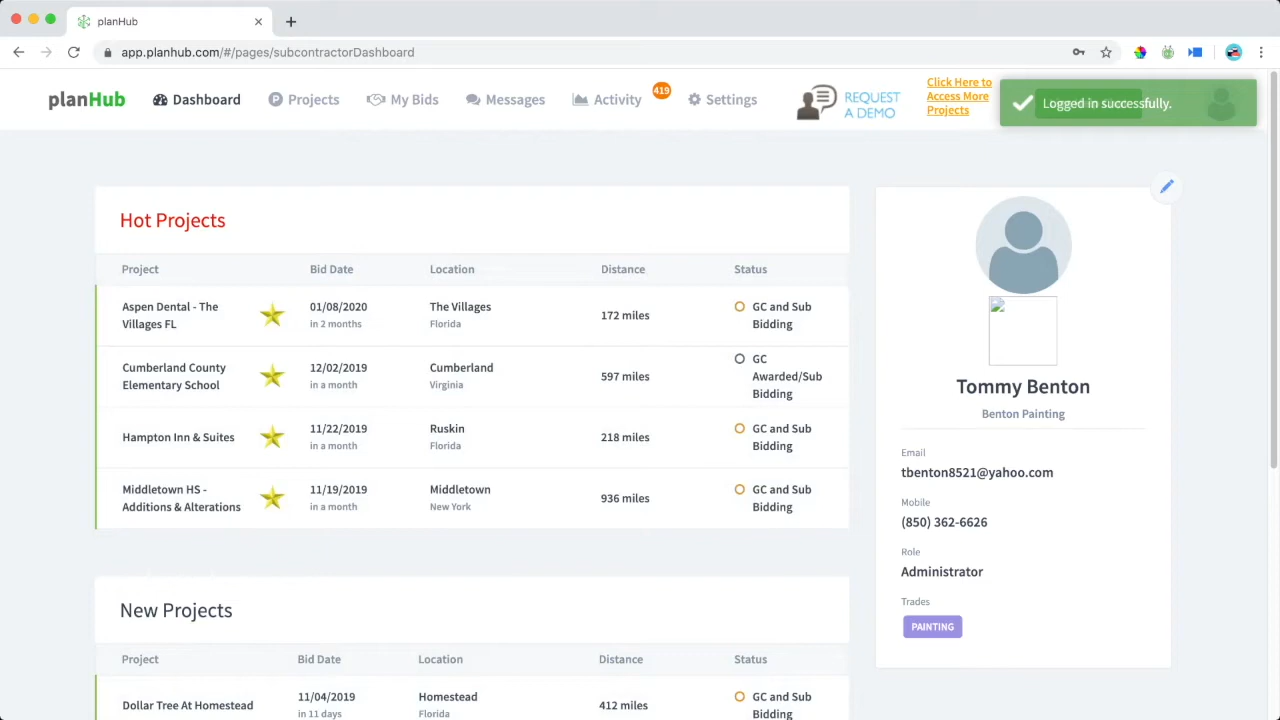 planHub
app.planhub.com/#/pages/subcontractorDashboard
planHub
Dashboard
Projects
My Bids
Messages
Activity
419
Settings
REQUEST
A DEMO
Click Here to
Access More
Projects
Logged in successfully.
Hot Projects
Project Bid Date Location Distance Status
Aspen Dental - The
Villages FL
01/08/2020
in 2 months
The Villages
Florida
172 miles
GC and Sub
Bidding
Cumberland County
Elementary School
12/02/2019
in a month
Cumberland
Virginia
597 miles
GC
Awarded/Sub
Bidding
Hampton Inn & Suites
11/22/2019
in a month
Ruskin
Florida
218 miles
GC and Sub
Bidding
Middletown HS -
Additions & Alterations
11/19/2019
in a month
Middletown
New York
936 miles
GC and Sub
Bidding
New Projects
Project Bid Date Location Distance Status
Dollar Tree At Homestead
11/04/2019
in 11 days
Homestead
Florida
412 miles
GC and Sub
Bidding
Tommy Benton
Benton Painting
Email
tbenton8521@yahoo.com
Mobile
(850) 362-6626
Role
Administrator
Trades
PAINTING